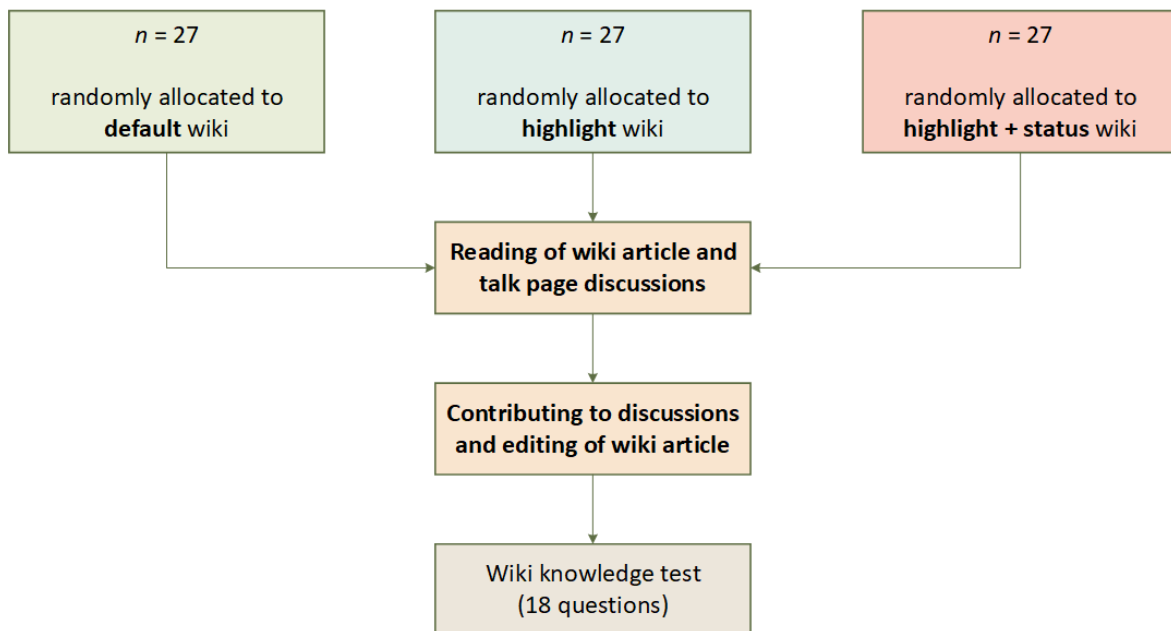 n = 27
randomly allocated to
default wiki
n = 27
randomly allocated to
highlight wiki
n = 27
randomly allocated to
highlight + status wiki
Reading of wiki article and
talk page discussions
Contributing to discussions
and editing of wiki article
Wiki knowledge test
(18 questions)